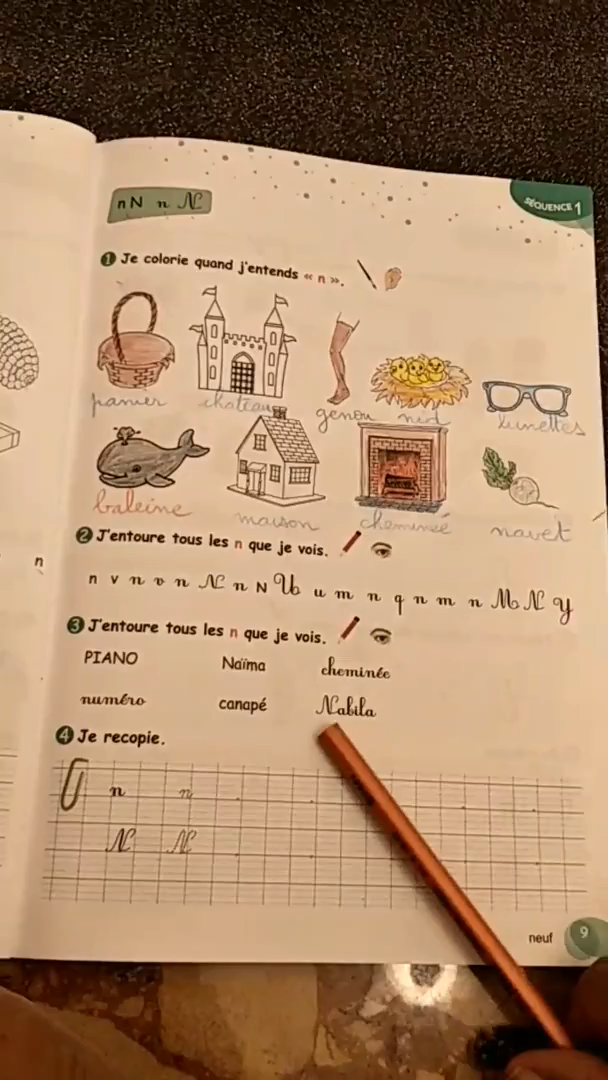 n N n N
SÉQUENCE 1
1 Je colorie quand j'entends « n ».
panier château genou nid lunettes
baleine maison cheminée navet
2 J'entoure tous les n que je vois.
n
n v n v n N n N U u m n q n m n M N Y
3 J'entoure tous les n que je vois.
PIANO Naïma cheminée
numéro canapé Nabila
4 Je recopie.
n n
N N
neuf 9